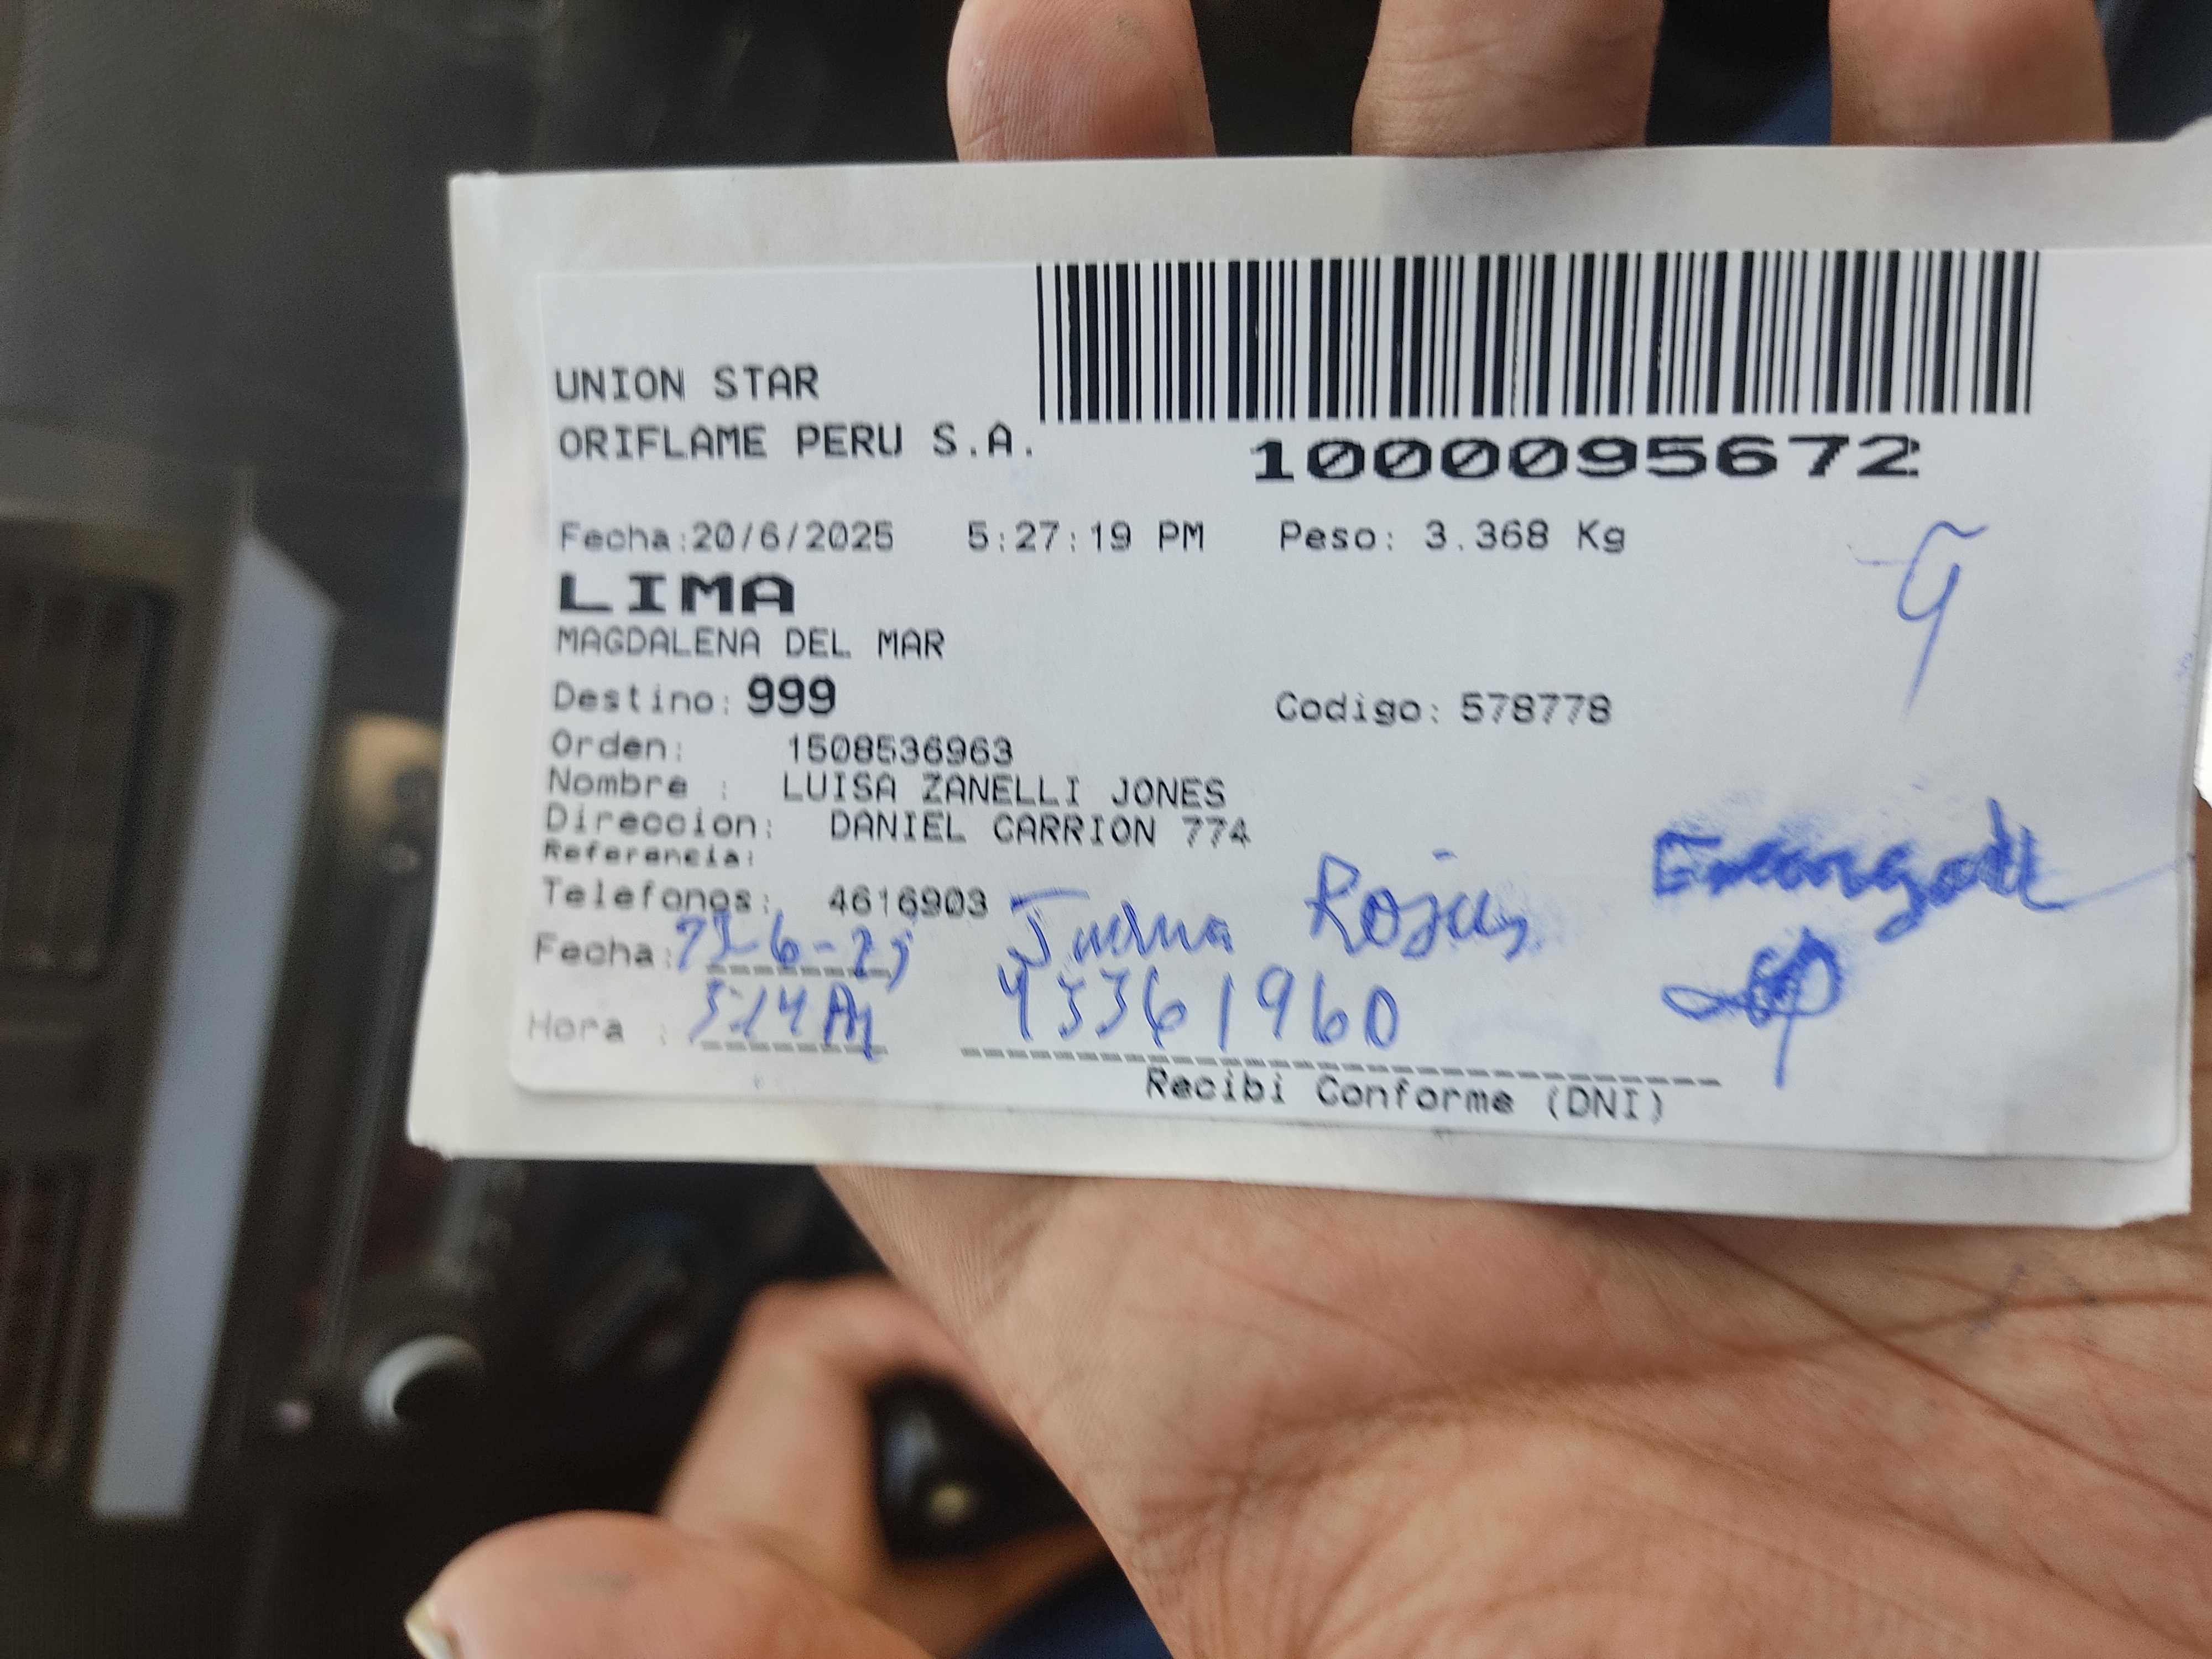 UNION STAR
ORIFLAME PERU S.A.
1000095672
Fecha:20/6/2025 5:27:19 PM Peso: 3.368 Kg
LIMA
MAGDALENA DEL MAR
Destino: 999 Codigo: 578778
Orden: 1508536963
Nombre : LUISA ZANELLI JONES
Direccion: DANIEL CARRION 774
Referencia:
Telefonos: 4616903
Rojas
Fecha:
Hora :
Recibi Conforme (DNI)